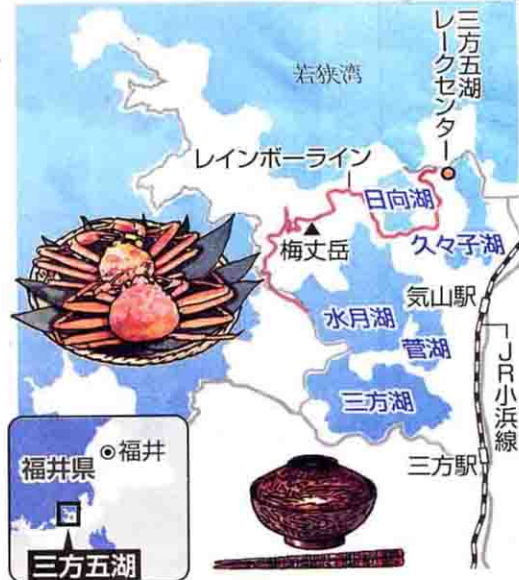 三方五湖
レークセンター
若狭湾
レインボーライン
日向湖
梅丈岳
久々子湖
気山駅
水月湖
菅湖
三方湖
JR小浜線
三方駅
福井県
福井
三方五湖